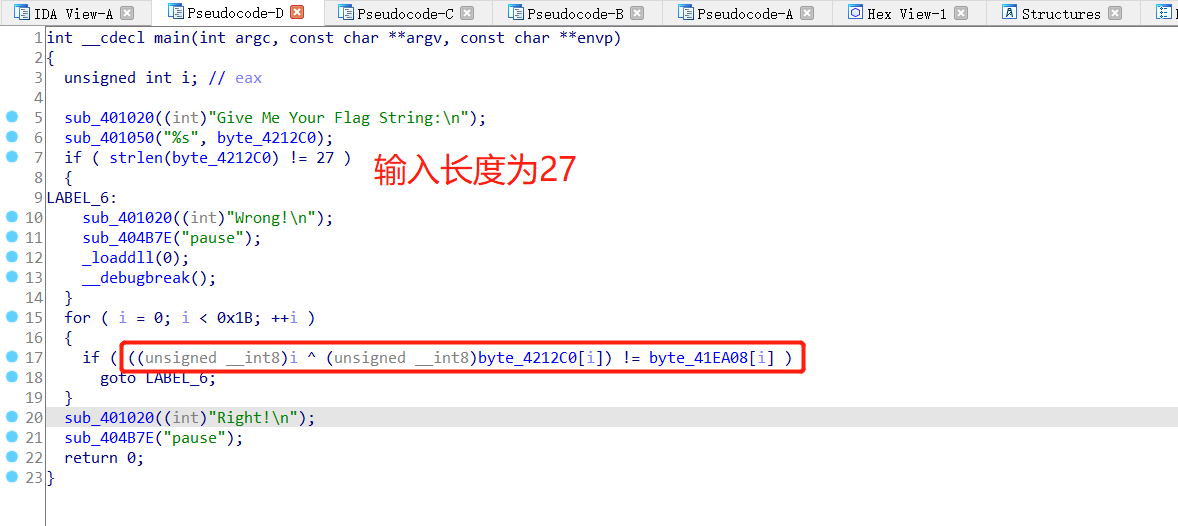 IDA View-A Pseudocode-D Pseudocode-C Pseudocode-B Pseudocode-A Hex View-1 Structures
1 int __cdecl main(int argc, const char **argv, const char **envp)
2 {
3 unsigned int i; // eax
4
5 sub_401020((int)"Give Me Your Flag String:\n");
6 sub_401050("%s", byte_4212C0);
7 if ( strlen(byte_4212C0) != 27 )
输入长度为27
8 {
9 LABEL_6:
10 sub_401020((int)"Wrong!\n");
11 sub_404B7E("pause");
12 _loaddll(0);
13 __debugbreak();
14 }
15 for ( i = 0; i < 0x1B; ++i )
16 {
17 if ( ((unsigned __int8)i ^ (unsigned __int8)byte_4212C0[i]) != byte_41EA08[i] )
18 goto LABEL_6;
19 }
20 sub_401020((int)"Right!\n");
21 sub_404B7E("pause");
22 return 0;
23 }